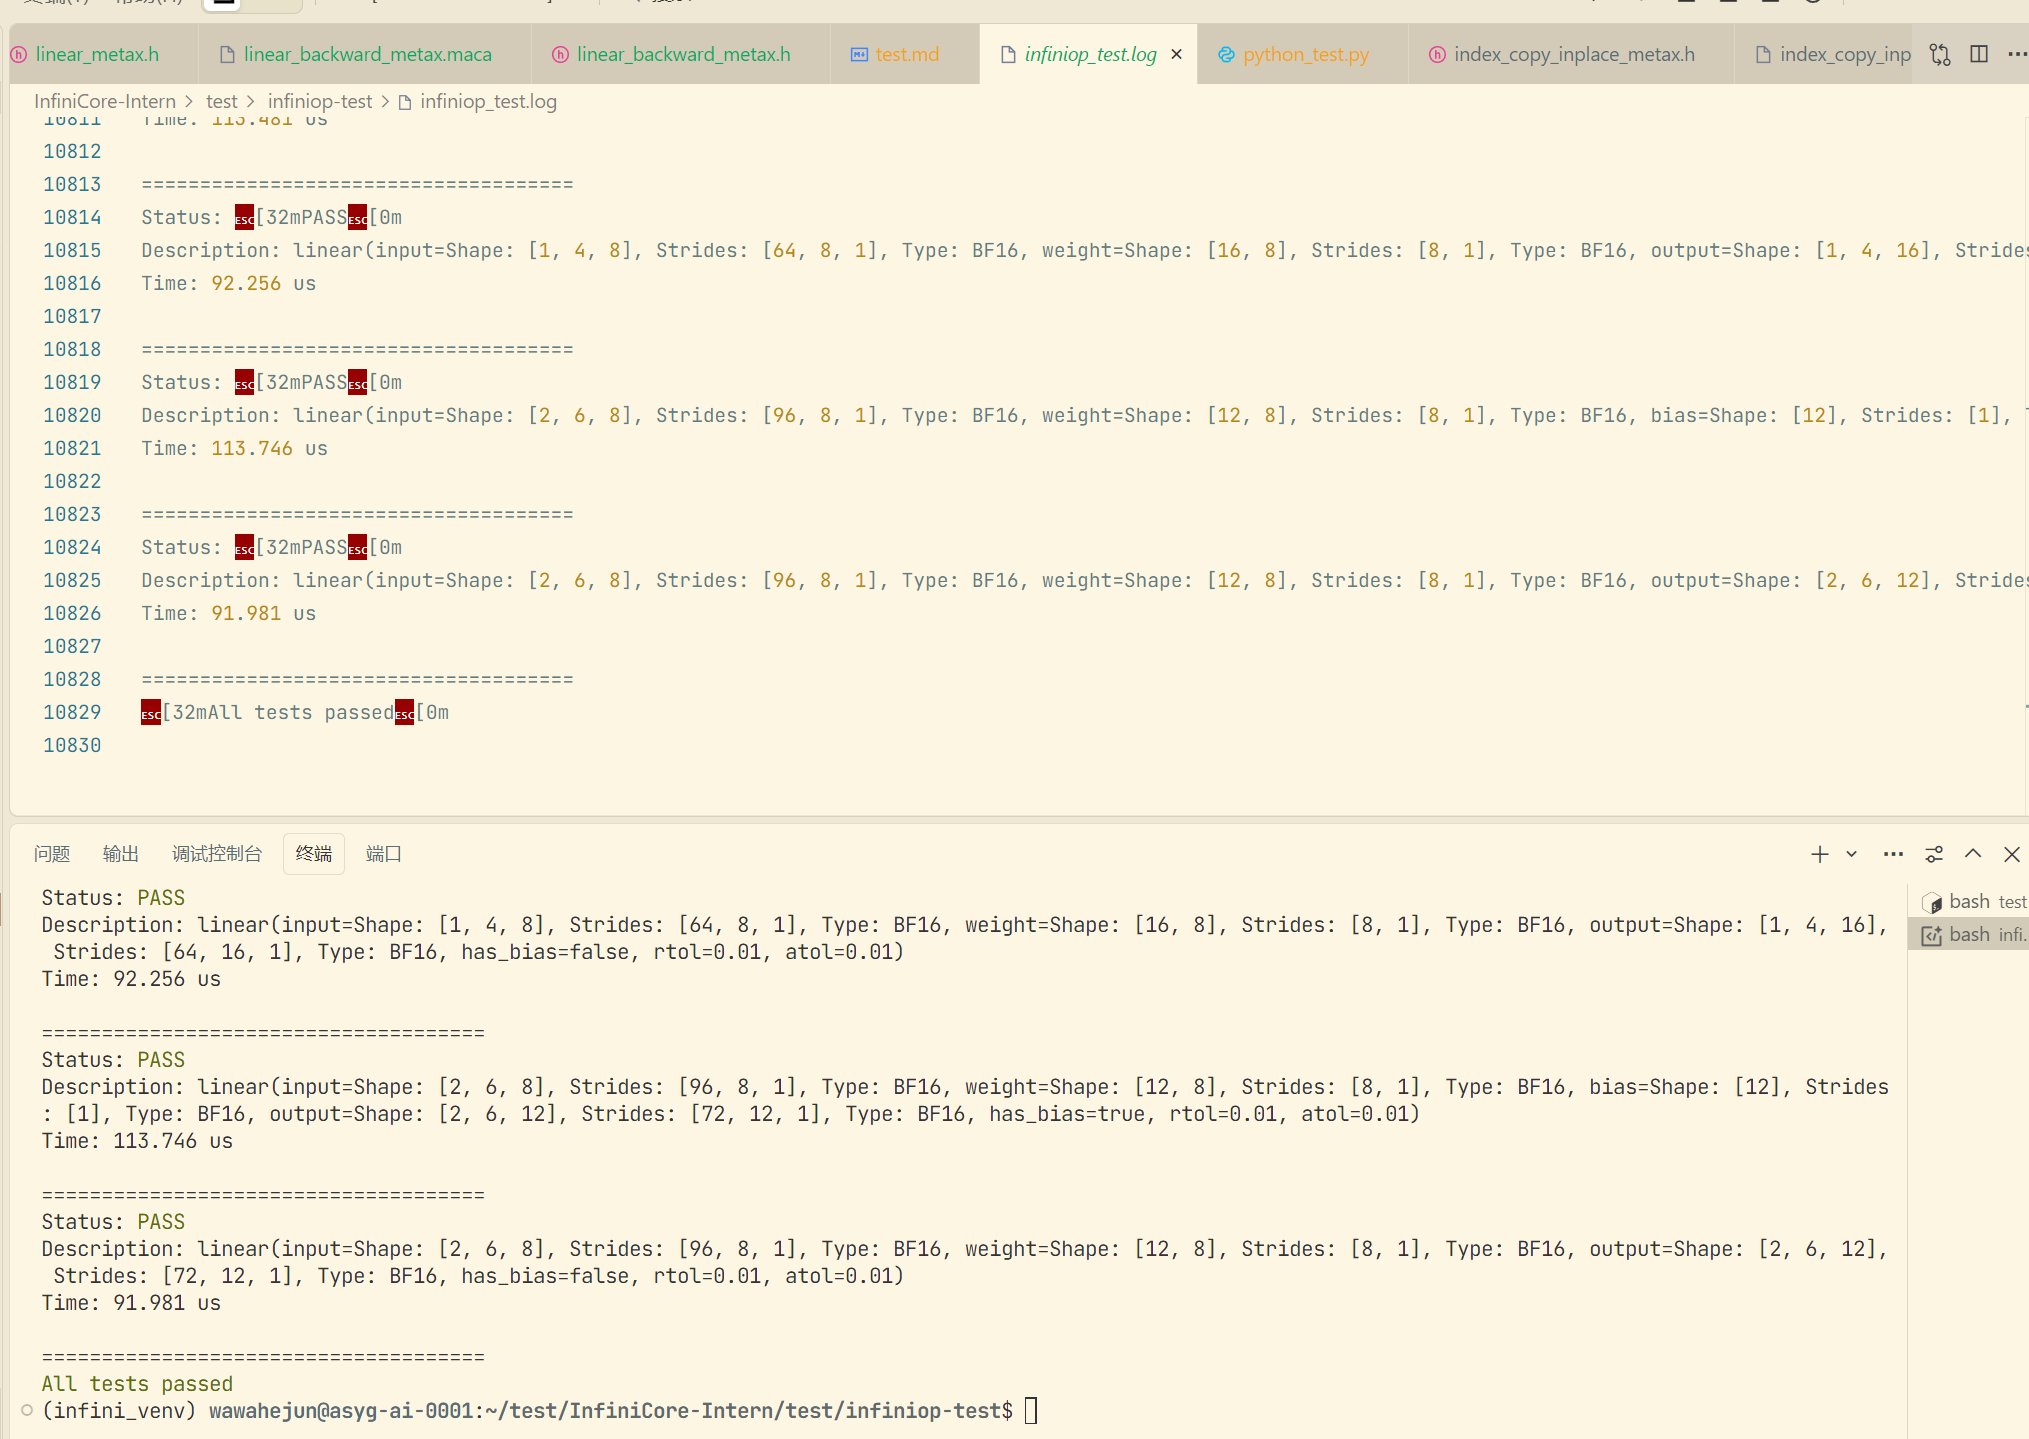 linear_metax.h linear_backward_metax.maca linear_backward_metax.h test.md infiniop_test.log python_test.py index_copy_inplace_metax.h index_copy_inp
InfiniCore-Intern > test > infiniop-test > infiniop_test.log
10811 Time: 113.481 us
10812
10813 =====================================
10814 Status: ESC[32mPASSESC[0m
10815 Description: linear(input=Shape: [1, 4, 8], Strides: [64, 8, 1], Type: BF16, weight=Shape: [16, 8], Strides: [8, 1], Type: BF16, output=Shape: [1, 4, 16], Strides
10816 Time: 92.256 us
10817
10818 =====================================
10819 Status: ESC[32mPASSESC[0m
10820 Description: linear(input=Shape: [2, 6, 8], Strides: [96, 8, 1], Type: BF16, weight=Shape: [12, 8], Strides: [8, 1], Type: BF16, bias=Shape: [12], Strides: [1],
10821 Time: 113.746 us
10822
10823 =====================================
10824 Status: ESC[32mPASSESC[0m
10825 Description: linear(input=Shape: [2, 6, 8], Strides: [96, 8, 1], Type: BF16, weight=Shape: [12, 8], Strides: [8, 1], Type: BF16, output=Shape: [2, 6, 12], Strides
10826 Time: 91.981 us
10827
10828 =====================================
10829 ESC[32mAll tests passedESC[0m
10830
问题 输出 调试控制台 终端 端口
Status: PASS
Description: linear(input=Shape: [1, 4, 8], Strides: [64, 8, 1], Type: BF16, weight=Shape: [16, 8], Strides: [8, 1], Type: BF16, output=Shape: [1, 4, 16],
Strides: [64, 16, 1], Type: BF16, has_bias=false, rtol=0.01, atol=0.01)
Time: 92.256 us
=====================================
Status: PASS
Description: linear(input=Shape: [2, 6, 8], Strides: [96, 8, 1], Type: BF16, weight=Shape: [12, 8], Strides: [8, 1], Type: BF16, bias=Shape: [12], Strides
: [1], Type: BF16, output=Shape: [2, 6, 12], Strides: [72, 12, 1], Type: BF16, has_bias=true, rtol=0.01, atol=0.01)
Time: 113.746 us
=====================================
Status: PASS
Description: linear(input=Shape: [2, 6, 8], Strides: [96, 8, 1], Type: BF16, weight=Shape: [12, 8], Strides: [8, 1], Type: BF16, output=Shape: [2, 6, 12],
Strides: [72, 12, 1], Type: BF16, has_bias=false, rtol=0.01, atol=0.01)
Time: 91.981 us
=====================================
All tests passed
(infini_venv) wawahejun@asyg-ai-0001:~/test/InfiniCore-Intern/test/infiniop-test$
bash test
bash infi.